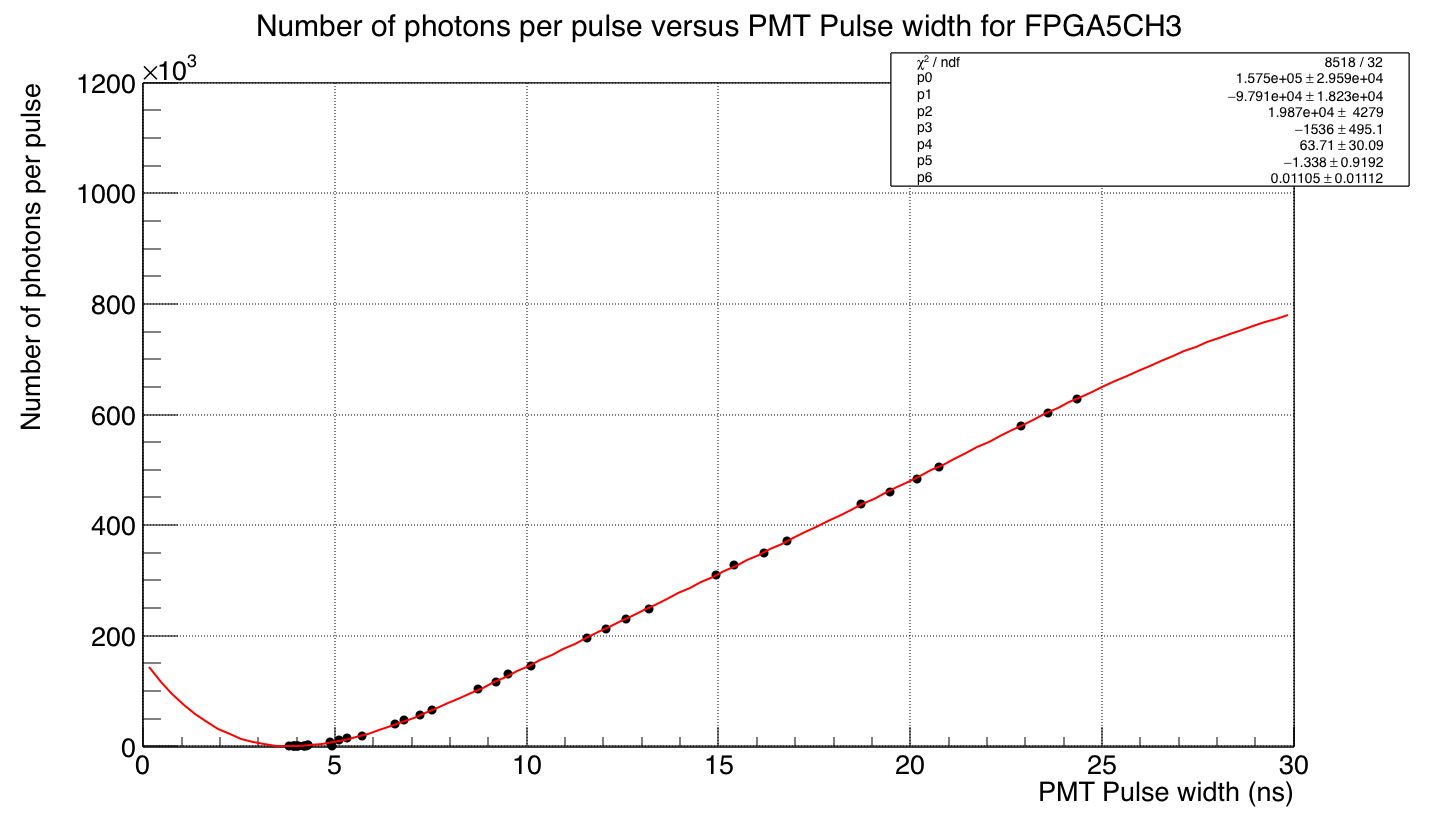 Number of photons per pulse versus PMT Pulse width for FPGA5CH3
×10³
χ² / ndf 8518 / 32
p0 1.575e+05 ± 2.959e+04
p1 −9.791e+04 ± 1.823e+04
p2 1.987e+04 ± 4279
p3 −1536 ± 495.1
p4 63.71 ± 30.09
p5 −1.338 ± 0.9192
p6 0.01105 ± 0.01112
Number of photons per pulse
1200
1000
800
600
400
200
0
0 5 10 15 20 25 30
PMT Pulse width (ns)